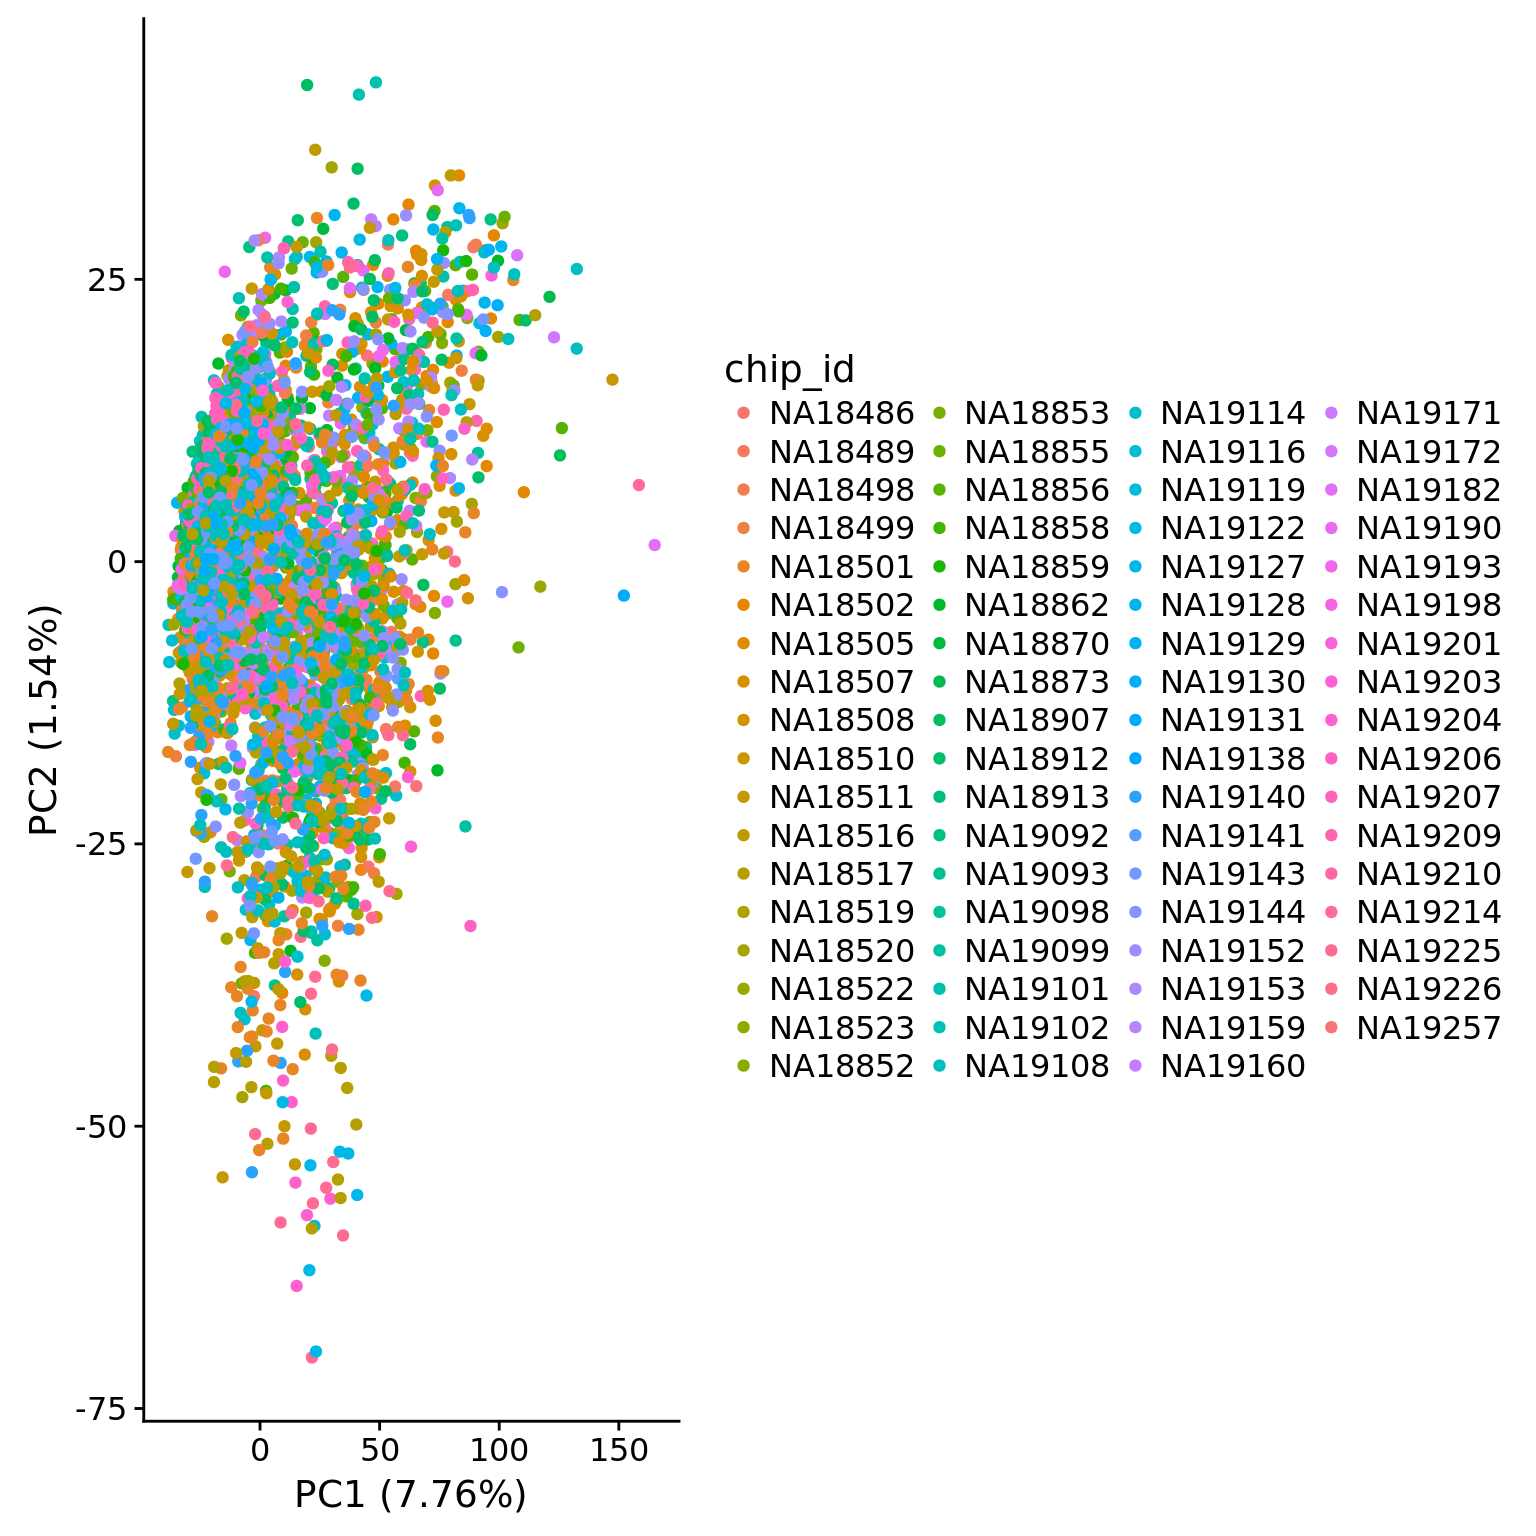 25
0
-25
-50
-75
PC2 (1.54%)
0 50 100 150
PC1 (7.76%)
chip_id
NA18486 NA18853 NA19114 NA19171
NA18489 NA18855 NA19116 NA19172
NA18498 NA18856 NA19119 NA19182
NA18499 NA18858 NA19122 NA19190
NA18501 NA18859 NA19127 NA19193
NA18502 NA18862 NA19128 NA19198
NA18505 NA18870 NA19129 NA19201
NA18507 NA18873 NA19130 NA19203
NA18508 NA18907 NA19131 NA19204
NA18510 NA18912 NA19138 NA19206
NA18511 NA18913 NA19140 NA19207
NA18516 NA19092 NA19141 NA19209
NA18517 NA19093 NA19143 NA19210
NA18519 NA19098 NA19144 NA19214
NA18520 NA19099 NA19152 NA19225
NA18522 NA19101 NA19153 NA19226
NA18523 NA19102 NA19159 NA19257
NA18852 NA19108 NA19160